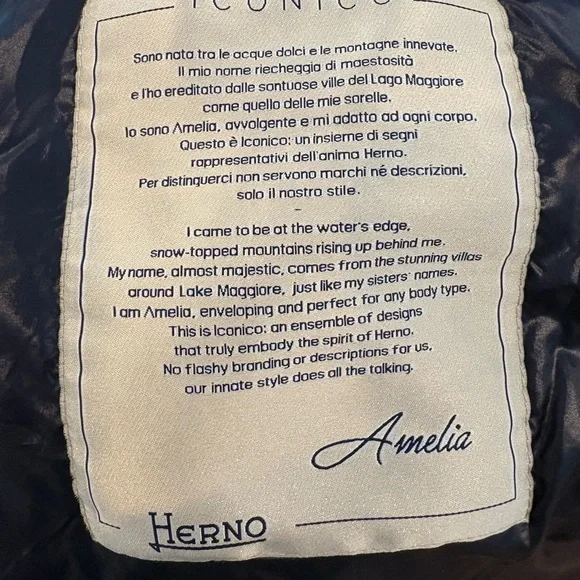 ICONICO
Sono nata tra le acque dolci e le montagne innevate.
Il mio nome riecheggia di maestosità
e l'ho ereditato dalle sontuose ville del Lago Maggiore
come quello delle mie sorelle.
Io sono Amelia, avvolgente e mi adatto ad ogni corpo.
Questo è Iconico: un insieme di segni
rappresentativi dell'anima Herno.
Per distinguerci non servono marchi né descrizioni,
solo il nostro stile.
-
I came to be at the water's edge,
snow-topped mountains rising up behind me.
My name, almost majestic, comes from the stunning villas
around Lake Maggiore, just like my sisters' names.
I am Amelia, enveloping and perfect for any body type.
This is Iconico: an ensemble of designs
that truly embody the spirit of Herno.
No flashy branding or descriptions for us,
our innate style does all the talking.
Amelia
HERNO